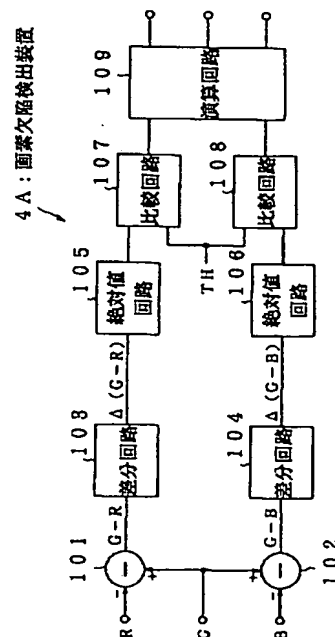 4A:画素欠陥検出装置
101
103
105
107
109
R
G-R
差分回路
Δ(G-R)
絶対値
回路
比較回路
演算回路
G
TH
B
G-B
差分回路
Δ(G-B)
絶対値
回路
比較回路
102
104
106
108